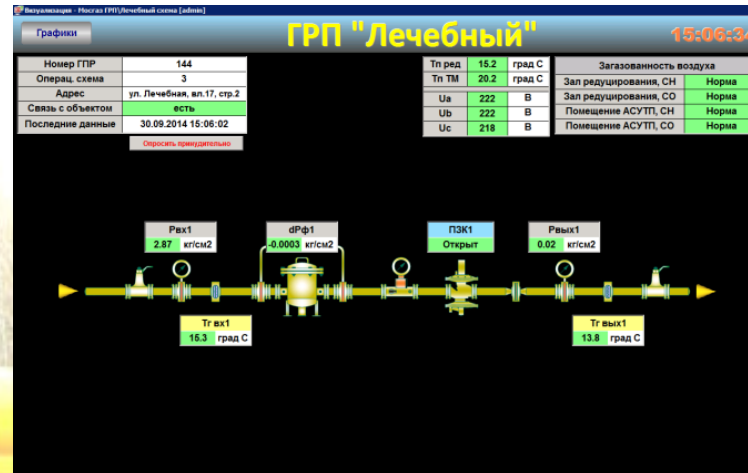 Визуализация - Мосгаз ГРП\Лечебный схема [admin]
Графики
ГРП "Лечебный"
15:06:34
Номер ГПР 144
Операц. схема 3
Адрес ул. Лечебная, вл.17, стр.2
Связь с объектом есть
Последние данные 30.09.2014 15:06:02
Опросить принудительно
Тп ред 15.2 град С
Тп ТМ 20.2 град С
Ua 222 В
Ub 222 В
Uc 218 В
Загазованность воздуха
Зал редуцирования, СН Норма
Зал редуцирования, СО Норма
Помещение АСУТП, СН Норма
Помещение АСУТП, СО Норма
Рвх1
2.87 кг/см2
dРф1
-0.0003 кг/см2
ПЗК1
Открыт
Рвых1
0.02 кг/см2
Тг вх1
15.3 град С
Тг вых1
13.8 град С